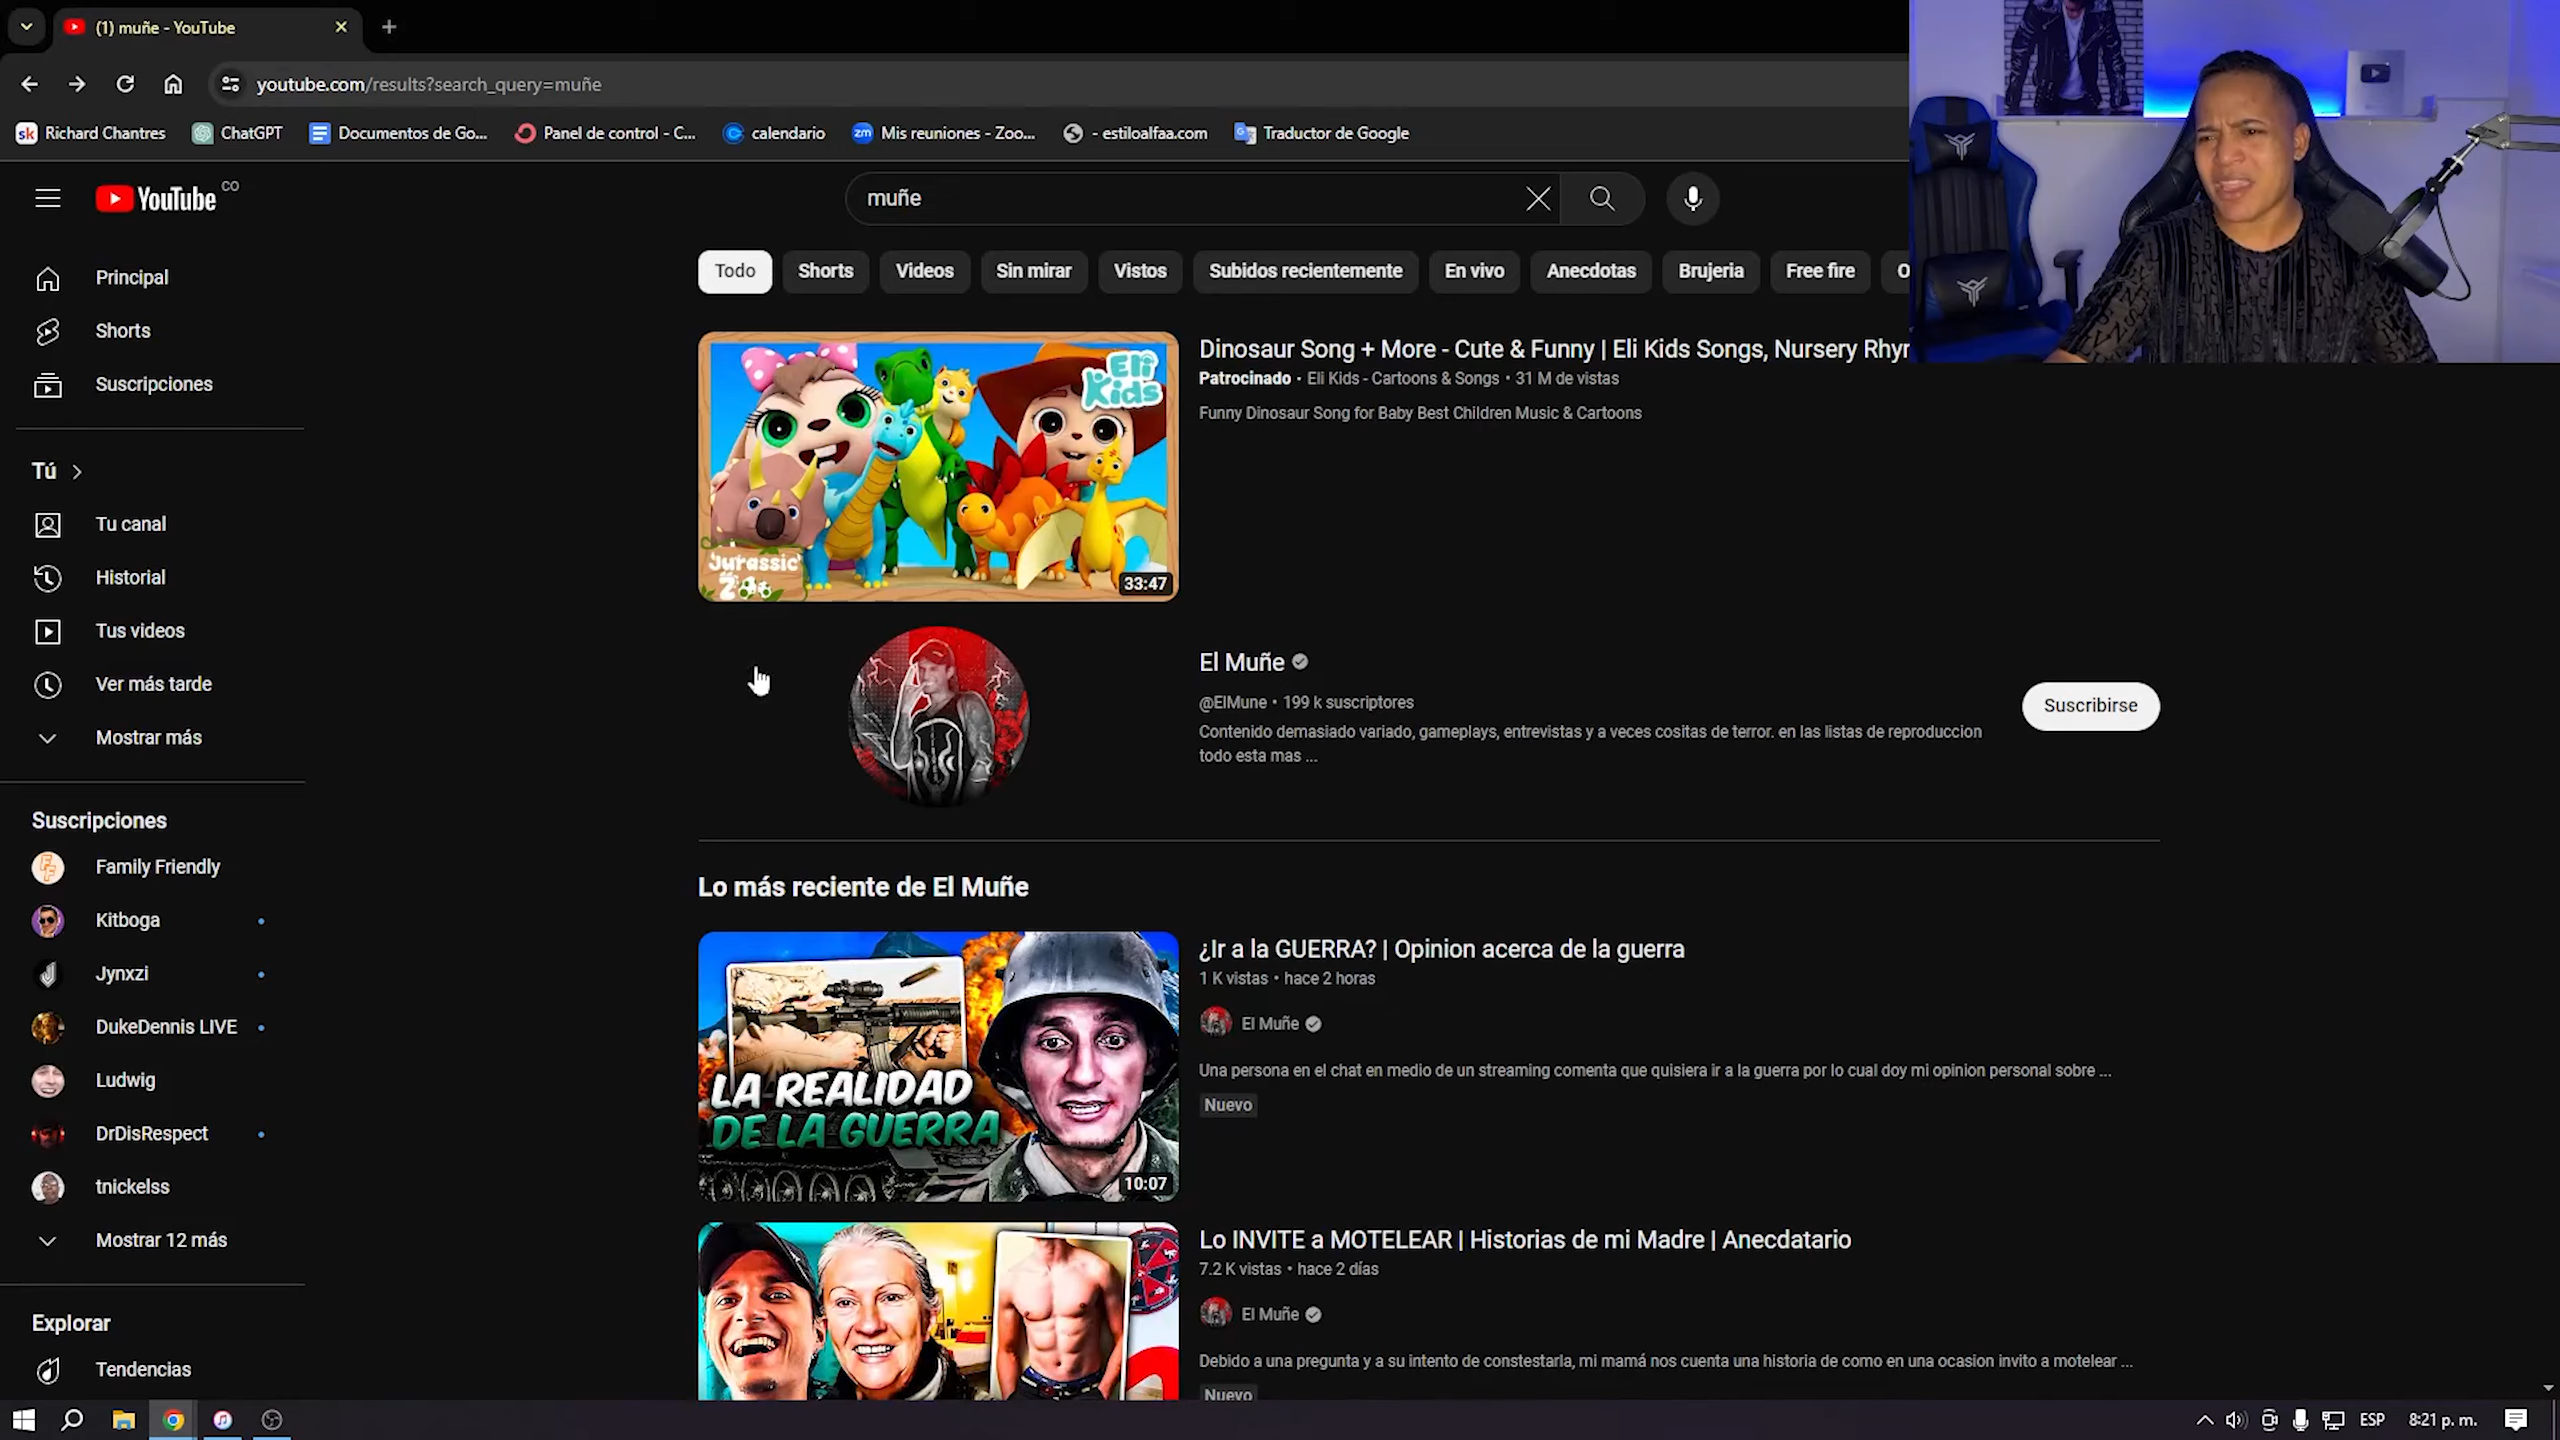 (1) muñe - YouTube
youtube.com/results?search_query=muñe
sk Richard Chantres ChatGPT Documentos de Go... Panel de control - C... calendario zm Mis reuniones - Zoo... - estiloalfaa.com Traductor de Google
YouTube CO
muñe
Todo Shorts Videos Sin mirar Vistos Subidos recientemente En vivo Anecdotas Brujeria Free fire
Principal
Shorts
Suscripciones
Tú
Tu canal
Historial
Tus videos
Ver más tarde
Mostrar más
Suscripciones
Family Friendly
Kitboga
Jynxzi
DukeDennis LIVE
Ludwig
DrDisRespect
tnickelss
Mostrar 12 más
Explorar
Tendencias
Eli
Kids
Jurassic
33:47
Dinosaur Song + More - Cute & Funny | Eli Kids Songs, Nursery Rhyr
Patrocinado • Eli Kids - Cartoons & Songs • 31 M de vistas
Funny Dinosaur Song for Baby Best Children Music & Cartoons
El Muñe
@ElMune • 199 k suscriptores
Contenido demasiado variado, gameplays, entrevistas y a veces cositas de terror. en las listas de reproduccion
todo esta mas ...
Suscribirse
Lo más reciente de El Muñe
LA REALIDAD
DE LA GUERRA
10:07
¿Ir a la GUERRA? | Opinion acerca de la guerra
1 K vistas • hace 2 horas
El Muñe
Una persona en el chat en medio de un streaming comenta que quisiera ir a la guerra por lo cual doy mi opinion personal sobre ...
Nuevo
Lo INVITE a MOTELEAR | Historias de mi Madre | Anecdatario
7.2 K vistas • hace 2 días
El Muñe
Debido a una pregunta y a su intento de constestarla, mi mamá nos cuenta una historia de como en una ocasion invito a motelear ...
Nuevo
ESP 8:21 p. m.